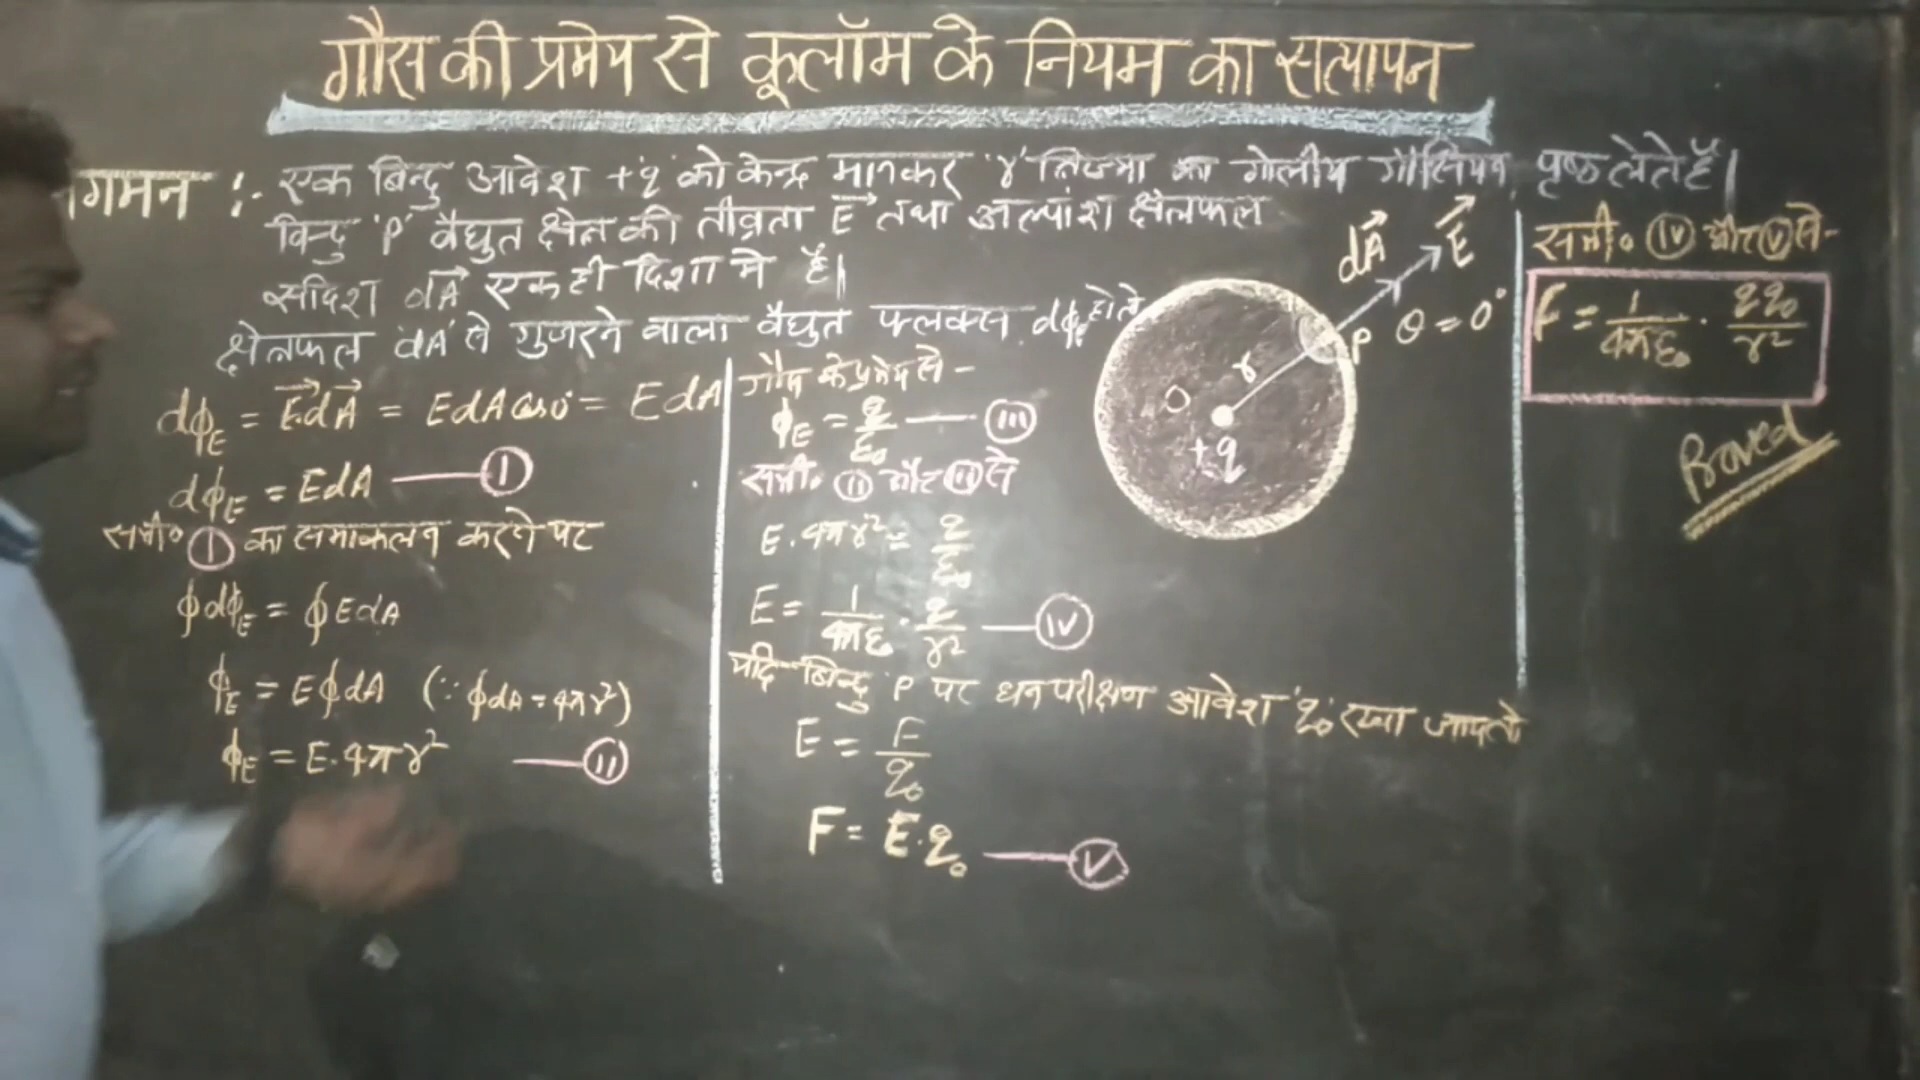 गौस की प्रमेय से कूलॉम के नियम का सत्यापन
गमन :- एक बिन्दु आवेश +q को केन्द्र मानकर 'r' त्रिज्या का गोलीय गौसियन पृष्ठ लेते हैं।
बिन्दु 'P' वैद्युत क्षेत्र की तीव्रता E⃗ तथा अल्पांश क्षेत्रफल
सदिश dA⃗ एक ही दिशा में है।
क्षेत्रफल 'dA' से गुजरने वाला वैद्युत फ्लक्स dϕE हो तो
dϕE = E⃗.dA⃗ = EdA cos0° = EdA
dϕE = EdA — I
समी० I का समाकलन करने पर
∮dϕE = ∮EdA
ϕE = E∮dA (∵ ∮dA = 4πr²)
ϕE = E.4πr² — II
गौस के प्रमेय से -
ϕE = q/ε₀ — III
समी० II और III से
E.4πr² = q/ε₀
E = 1/4πε₀ . q/r² — IV
यदि बिन्दु 'P' पर धन परीक्षण आवेश 'q₀' रखा जाए तो
E = F/q₀
F = E.q₀ — V
dA⃗ E⃗
P θ = 0°
r
O
+q
समी० IV और V से -
F = 1/4πε₀ . qq₀/r²
Proved